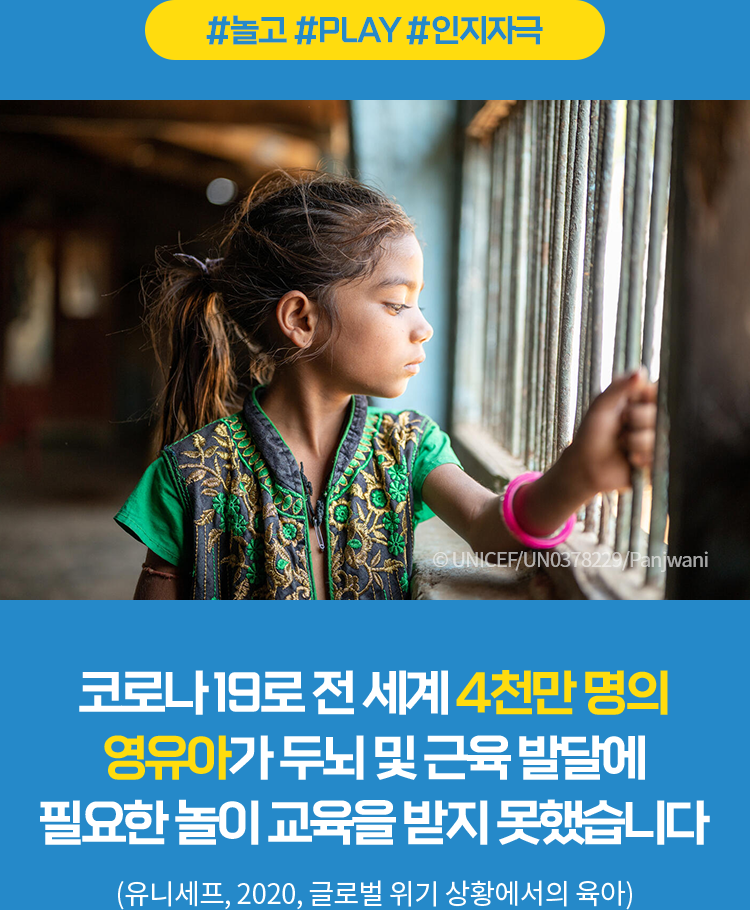 #놀고 #PLAY #인지자극
© UNICEF/UN0378229/Panjwani
코로나19로 전 세계 4천만 명의
영유아가 두뇌 및 근육 발달에
필요한 놀이 교육을 받지 못했습니다
(유니세프, 2020, 글로벌 위기 상황에서의 육아)